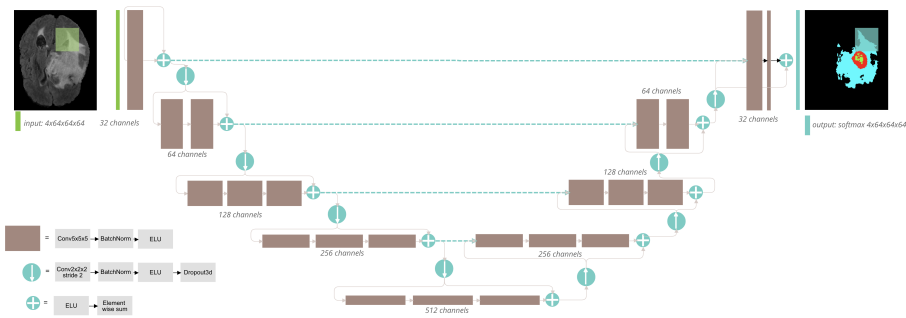 input: 4x64x64x64
32 channels
64 channels
128 channels
256 channels
512 channels
256 channels
128 channels
64 channels
32 channels
output: softmax 4x64x64x64
= Conv5x5x5 BatchNorm ELU
= Conv2x2x2 stride 2 BatchNorm ELU Dropout3d
= ELU Element wise sum